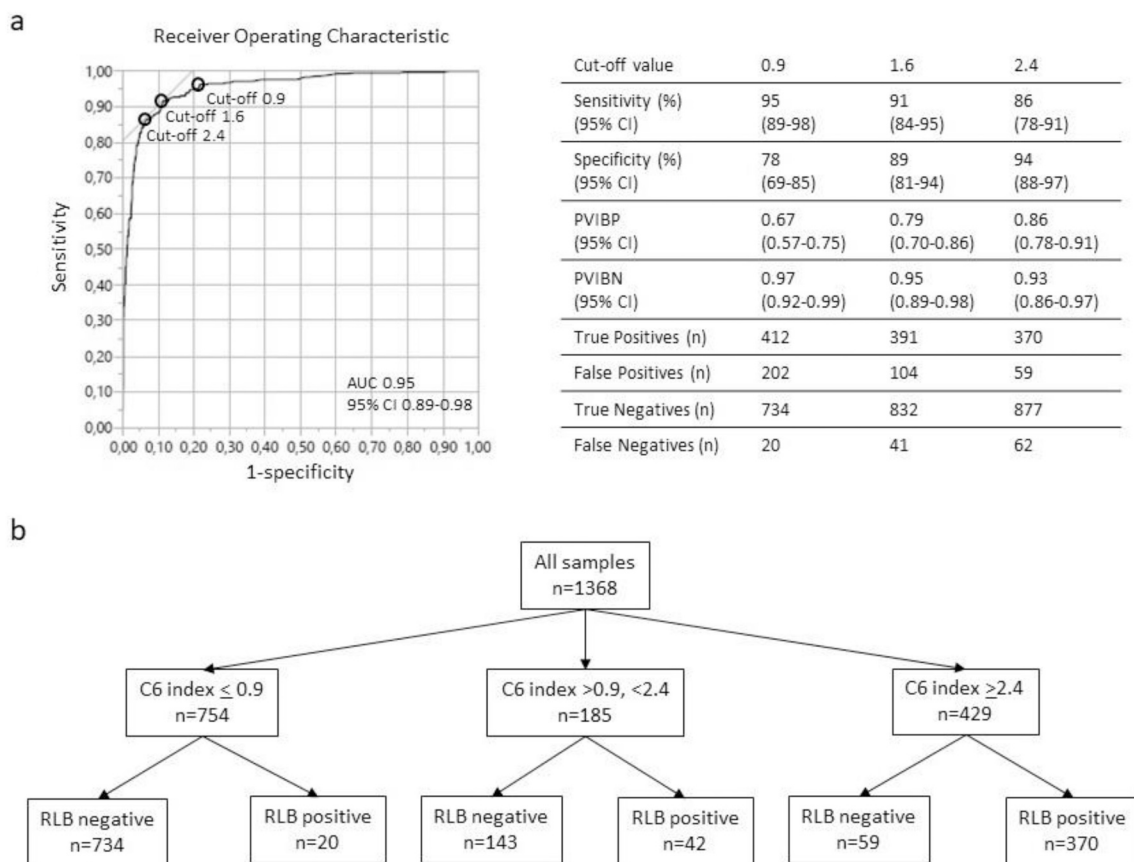 a
Receiver Operating Characteristic
1,00
0,90
0,80
0,70
0,60
0,50
0,40
0,30
0,20
0,10
0,00
Sensitivity
Cut-off 0.9
Cut-off 1.6
Cut-off 2.4
AUC 0.95
95% CI 0.89-0.98
0,00 0,10 0,20 0,30 0,40 0,50 0,60 0,70 0,80 0,90 1,00
1-specificity
Cut-off value 0.9 1.6 2.4
Sensitivity (%) 95 91 86
(95% CI) (89-98) (84-95) (78-91)
Specificity (%) 78 89 94
(95% CI) (69-85) (81-94) (88-97)
PVIBP 0.67 0.79 0.86
(95% CI) (0.57-0.75) (0.70-0.86) (0.78-0.91)
PVIBN 0.97 0.95 0.93
(95% CI) (0.92-0.99) (0.89-0.98) (0.86-0.97)
True Positives (n) 412 391 370
False Positives (n) 202 104 59
True Negatives (n) 734 832 877
False Negatives (n) 20 41 62
b
All samples
n=1368
C6 index ≤ 0.9
n=754
C6 index >0.9, <2.4
n=185
C6 index ≥2.4
n=429
RLB negative
n=734
RLB positive
n=20
RLB negative
n=143
RLB positive
n=42
RLB negative
n=59
RLB positive
n=370